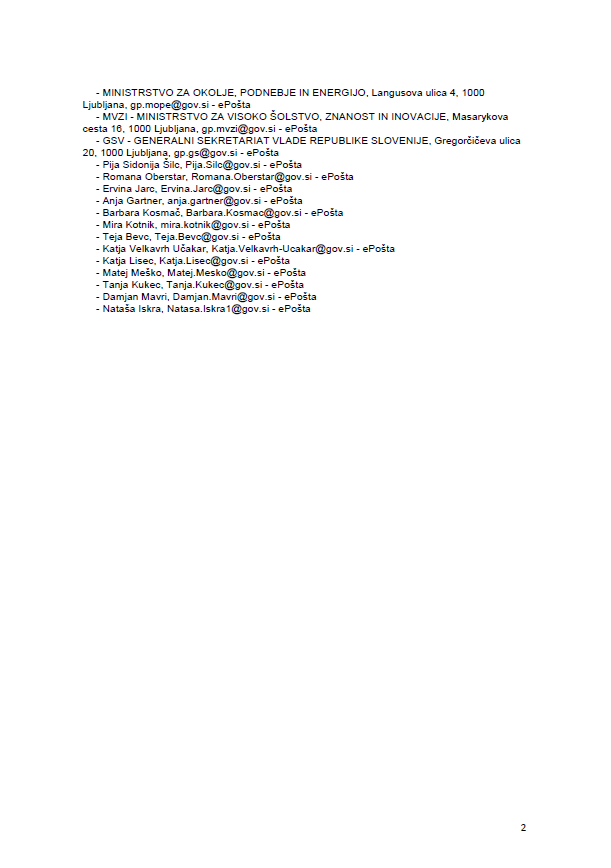 - MINISTRSTVO ZA OKOLJE, PODNEBJE IN ENERGIJO, Langusova ulica 4, 1000
Ljubljana, gp.mope@gov.si - ePošta
- MVZI - MINISTRSTVO ZA VISOKO ŠOLSTVO, ZNANOST IN INOVACIJE, Masarykova
cesta 16, 1000 Ljubljana, gp.mvzi@gov.si - ePošta
- GSV - GENERALNI SEKRETARIAT VLADE REPUBLIKE SLOVENIJE, Gregorčičeva ulica
20, 1000 Ljubljana, gp.gs@gov.si - ePošta
- Pija Sidonija Šilc, Pija.Silc@gov.si - ePošta
- Romana Oberstar, Romana.Oberstar@gov.si - ePošta
- Ervina Jarc, Ervina.Jarc@gov.si - ePošta
- Anja Gartner, anja.gartner@gov.si - ePošta
- Barbara Kosmač, Barbara.Kosmac@gov.si - ePošta
- Mira Kotnik, mira.kotnik@gov.si - ePošta
- Teja Bevc, Teja.Bevc@gov.si - ePošta
- Katja Velkavrh Učakar, Katja.Velkavrh-Ucakar@gov.si - ePošta
- Katja Lisec, Katja.Lisec@gov.si - ePošta
- Matej Meško, Matej.Mesko@gov.si - ePošta
- Tanja Kukec, Tanja.Kukec@gov.si - ePošta
- Damjan Mavri, Damjan.Mavri@gov.si - ePošta
- Nataša Iskra, Natasa.Iskra1@gov.si - ePošta
2